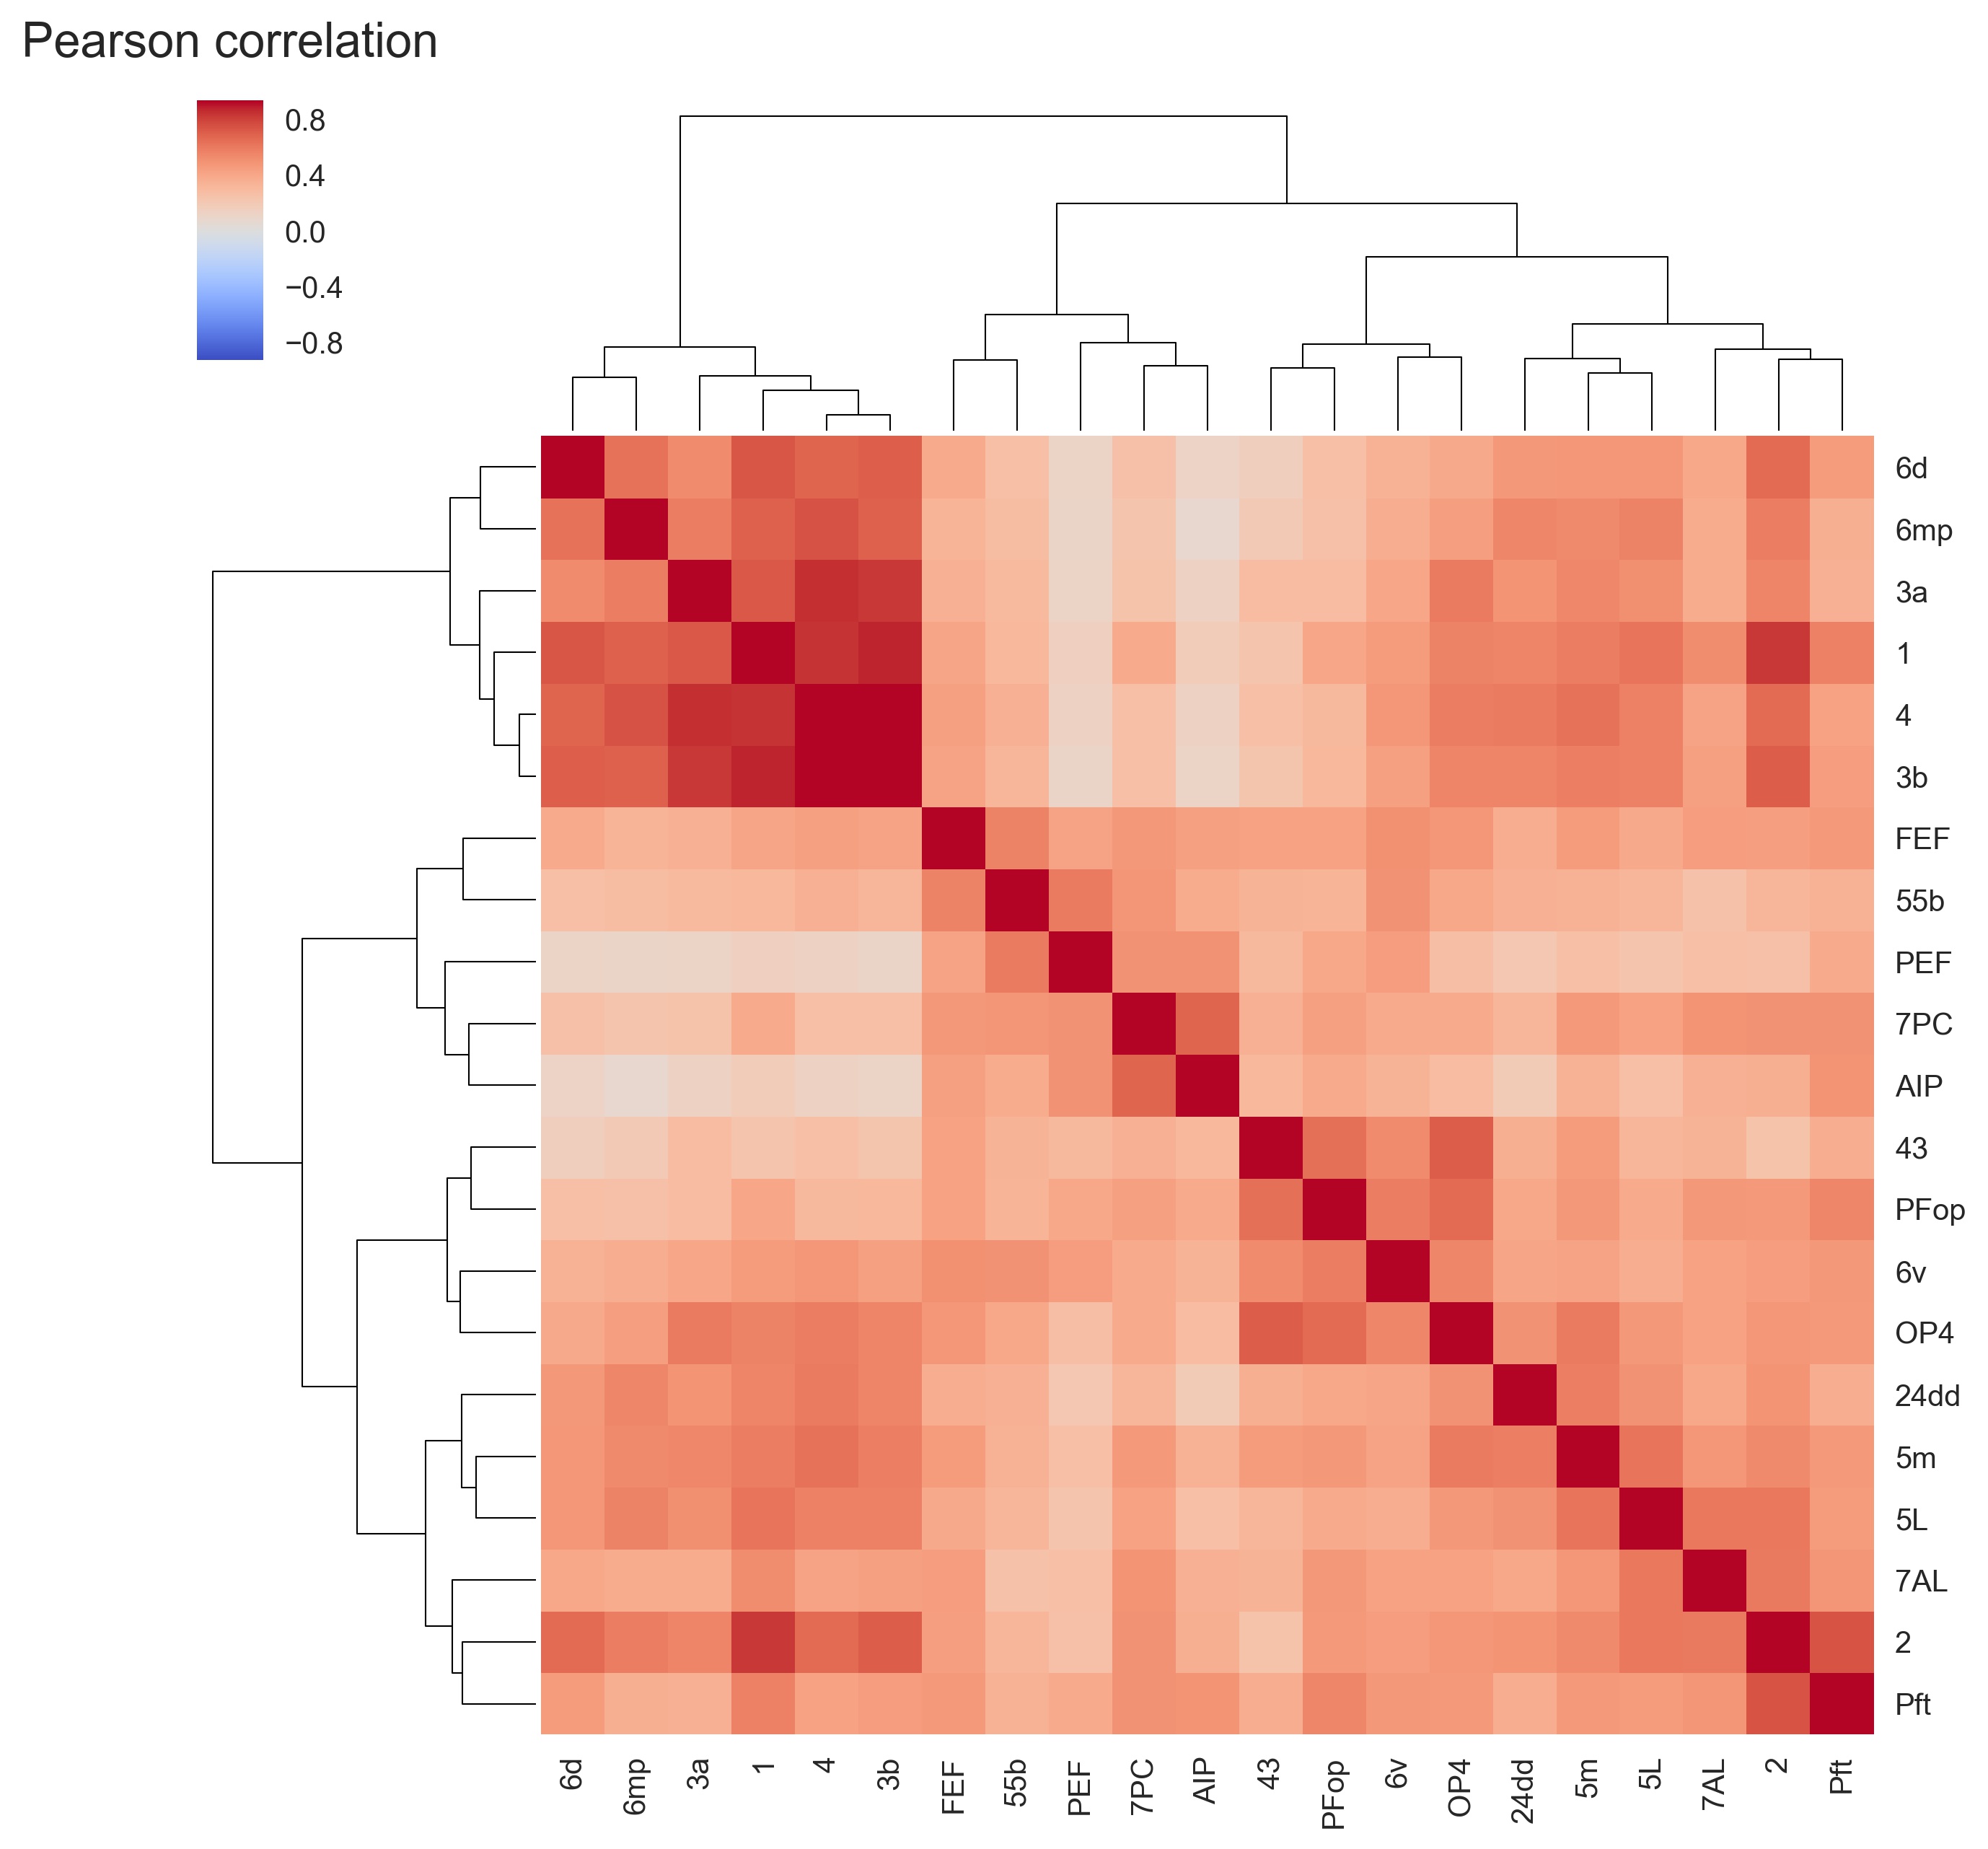 Pearson correlation
0.8
0.4
0.0
−0.4
−0.8
6d
6mp
3a
1
4
3b
FEF
55b
PEF
7PC
AIP
43
PFop
6v
OP4
24dd
5m
5L
7AL
2
Pft
6d 6mp 3a 1 4 3b FEF 55b PEF 7PC AIP 43 PFop 6v OP4 24dd 5m 5L 7AL 2 Pft